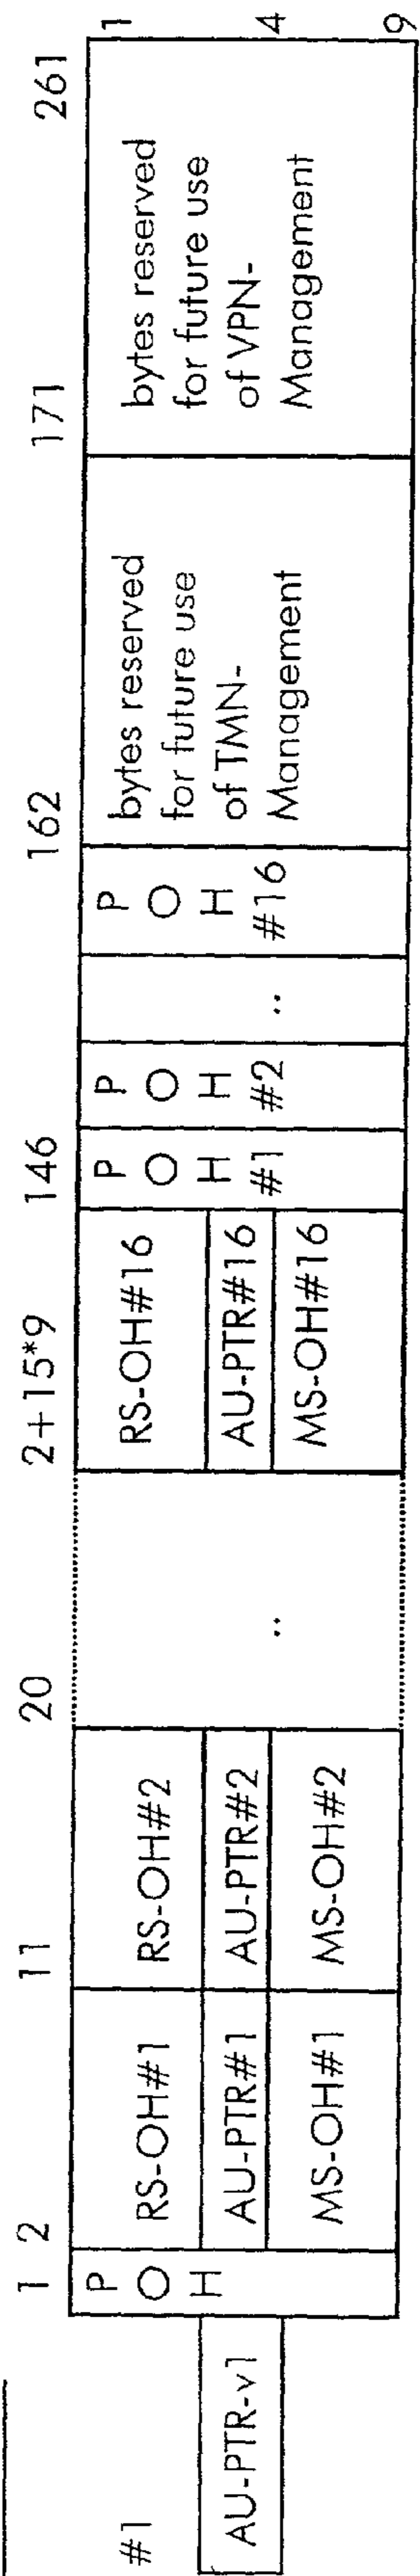 1 2 11 20 2+15*9 146 162 171 261
#1
AU-PTR-v1
P
O
H
RS-OH#1
AU-PTR#1
MS-OH#1
RS-OH#2
AU-PTR#2
MS-OH#2
..
RS-OH#16
AU-PTR#16
MS-OH#16
P
O
H
#1
P
O
H
#2
..
P
O
H
#16
bytes reserved
for future use
of TMN-
Management
bytes reserved
for future use
of VPN-
Management
1
4
9